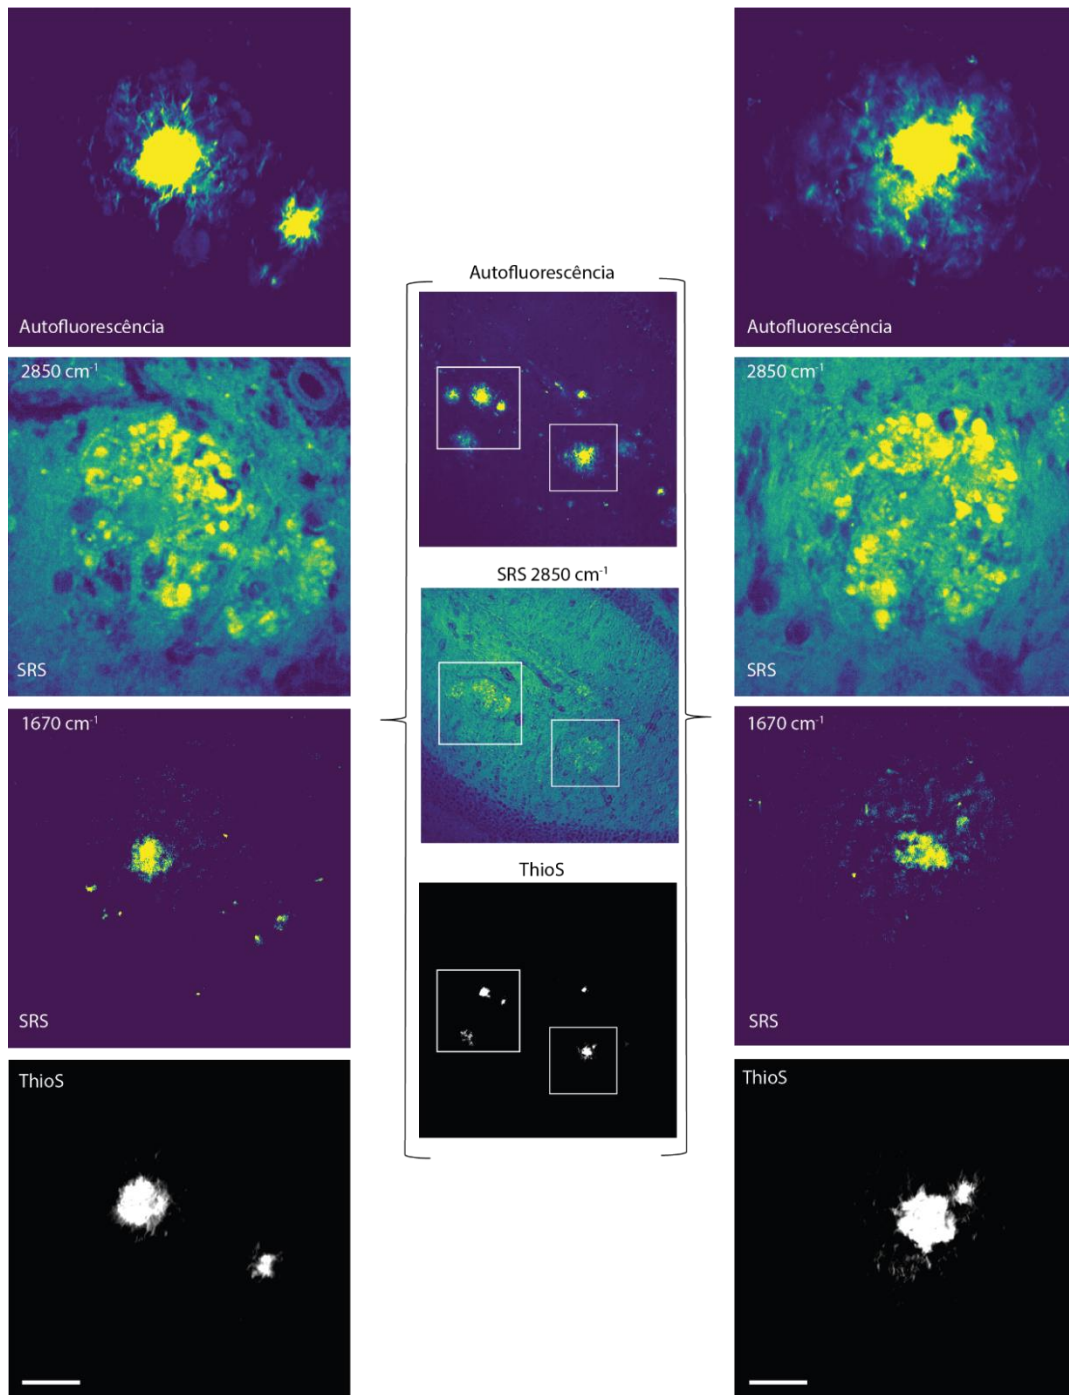 Autofluorescência
2850 cm⁻¹
SRS
1670 cm⁻¹
SRS
ThioS
Autofluorescência
SRS 2850 cm⁻¹
ThioS
Autofluorescência
2850 cm⁻¹
SRS
1670 cm⁻¹
SRS
ThioS